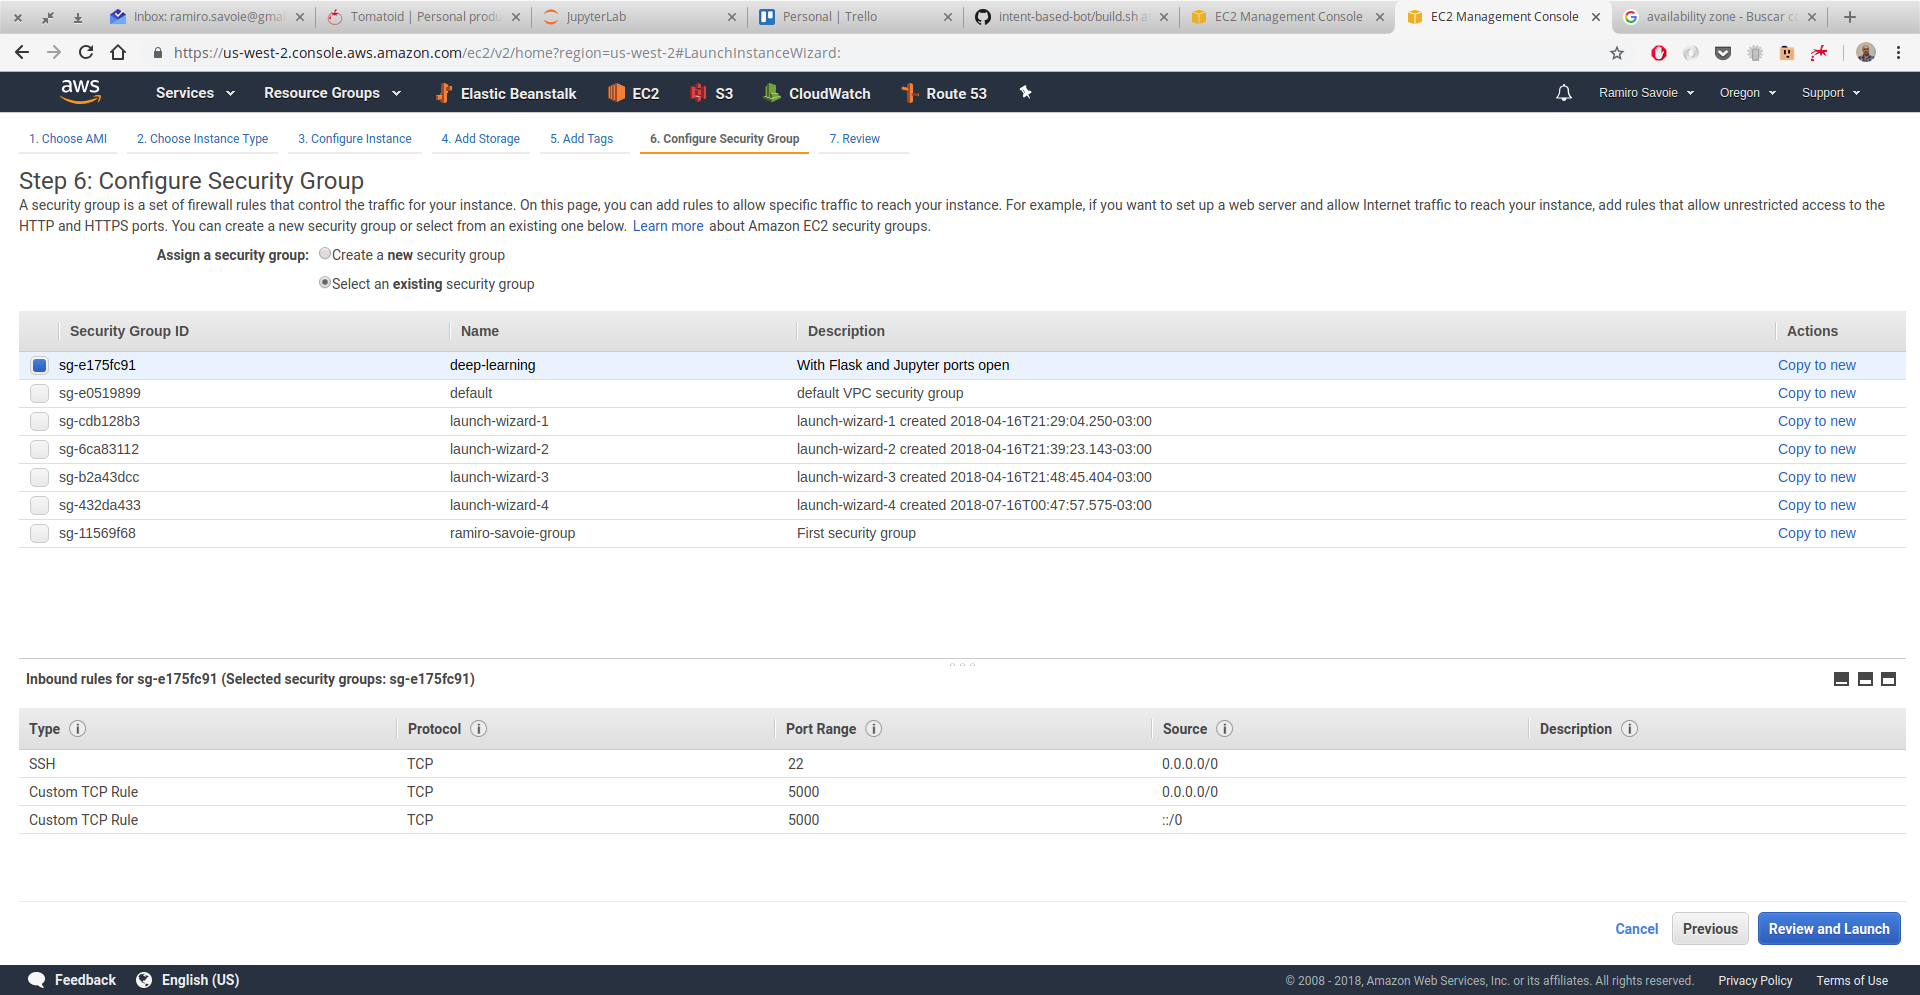 Inbox: ramiro.savoie@gma
Tomatoid | Personal produ
JupyterLab
Personal | Trello
intent-based-bot/build.sh a
EC2 Management Console
EC2 Management Console
availability zone - Buscar c
https://us-west-2.console.aws.amazon.com/ec2/v2/home?region=us-west-2#LaunchInstanceWizard:
aws Services Resource Groups Elastic Beanstalk EC2 S3 CloudWatch Route 53 Ramiro Savoie Oregon Support
1. Choose AMI 2. Choose Instance Type 3. Configure Instance 4. Add Storage 5. Add Tags 6. Configure Security Group 7. Review
Step 6: Configure Security Group
A security group is a set of firewall rules that control the traffic for your instance. On this page, you can add rules to allow specific traffic to reach your instance. For example, if you want to set up a web server and allow Internet traffic to reach your instance, add rules that allow unrestricted access to the
HTTP and HTTPS ports. You can create a new security group or select from an existing one below. Learn more about Amazon EC2 security groups.
Assign a security group: Create a new security group
Select an existing security group
Security Group ID Name Description Actions
sg-e175fc91 deep-learning With Flask and Jupyter ports open Copy to new
sg-e0519899 default default VPC security group Copy to new
sg-cdb128b3 launch-wizard-1 launch-wizard-1 created 2018-04-16T21:29:04.250-03:00 Copy to new
sg-6ca83112 launch-wizard-2 launch-wizard-2 created 2018-04-16T21:39:23.143-03:00 Copy to new
sg-b2a43dcc launch-wizard-3 launch-wizard-3 created 2018-04-16T21:48:45.404-03:00 Copy to new
sg-432da433 launch-wizard-4 launch-wizard-4 created 2018-07-16T00:47:57.575-03:00 Copy to new
sg-11569f68 ramiro-savoie-group First security group Copy to new
Inbound rules for sg-e175fc91 (Selected security groups: sg-e175fc91)
Type i Protocol i Port Range i Source i Description i
SSH TCP 22 0.0.0.0/0
Custom TCP Rule TCP 5000 0.0.0.0/0
Custom TCP Rule TCP 5000 ::/0
Cancel Previous Review and Launch
Feedback English (US) © 2008 - 2018, Amazon Web Services, Inc. or its affiliates. All rights reserved. Privacy Policy Terms of Use